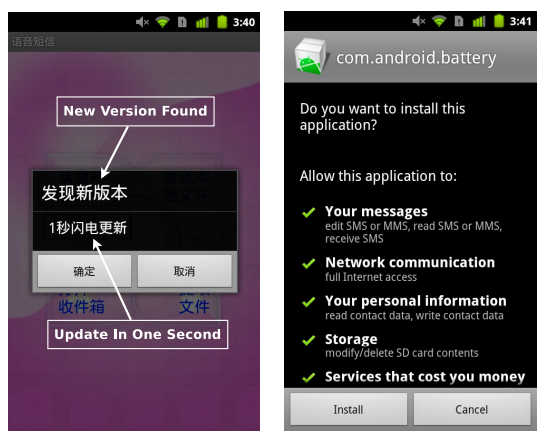 3:40
语音短信
New Version Found
发现新版本
1秒闪电更新
确定
取消
收件箱
文件
Update In One Second
3:41
com.android.battery
Do you want to install this
application?
Allow this application to:
Your messages
edit SMS or MMS, read SMS or MMS,
receive SMS
Network communication
full Internet access
Your personal information
read contact data, write contact data
Storage
modify/delete SD card contents
Services that cost you money
Install
Cancel